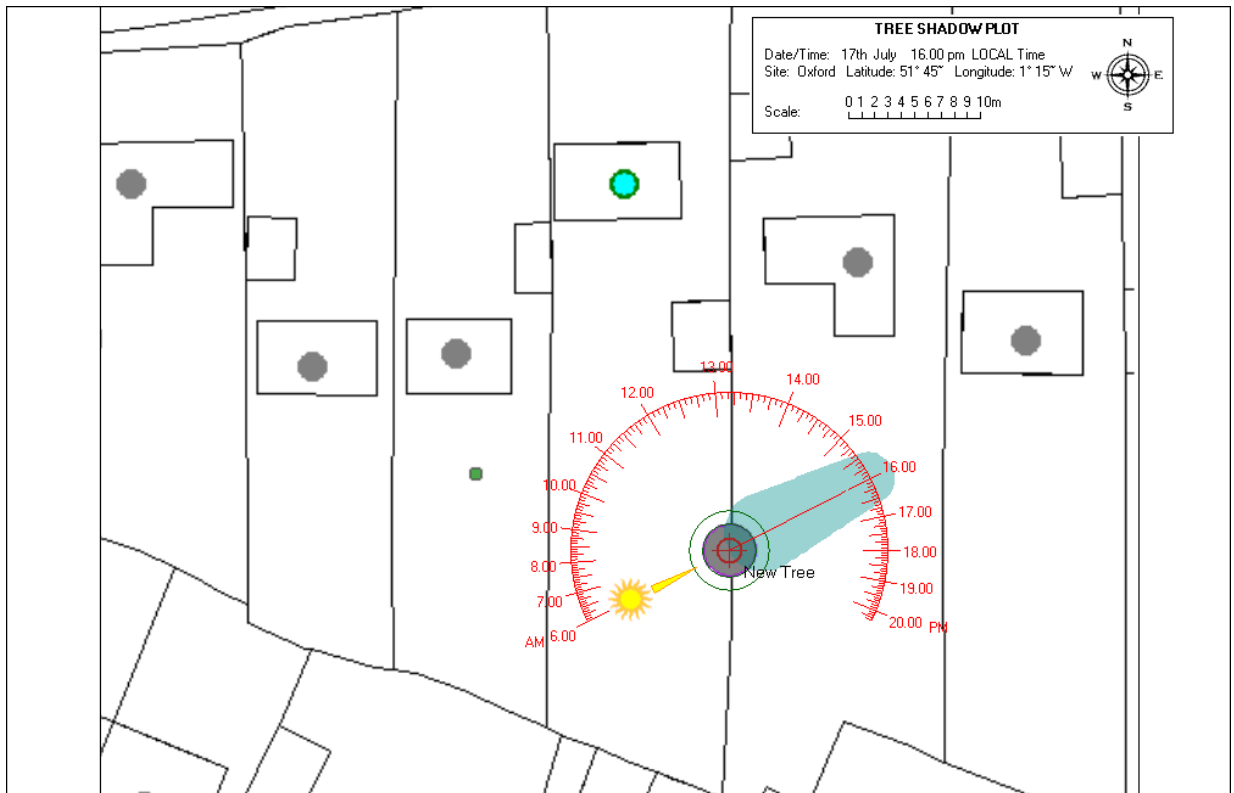 TREE SHADOW PLOT
Date/Time: 17th July 16.00 pm LOCAL Time
Site: Oxford Latitude: 51° 45˜ Longitude: 1° 15˜ W
Scale: 0 1 2 3 4 5 6 7 8 9 10m
N
W E
S
13.00
12.00
14.00
11.00
15.00
10.00
16.00
9.00
17.00
8.00
18.00
New Tree
7.00
19.00
AM 6.00
20.00 PM